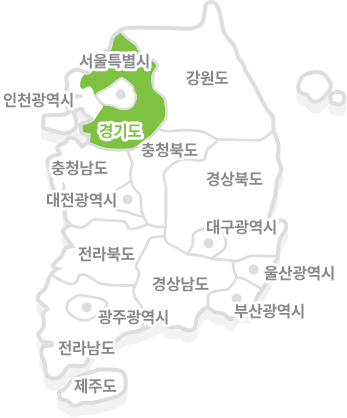 서울특별시
강원도
인천광역시
경기도
충청북도
충청남도
경상북도
대전광역시
대구광역시
전라북도
울산광역시
경상남도
부산광역시
광주광역시
전라남도
제주도